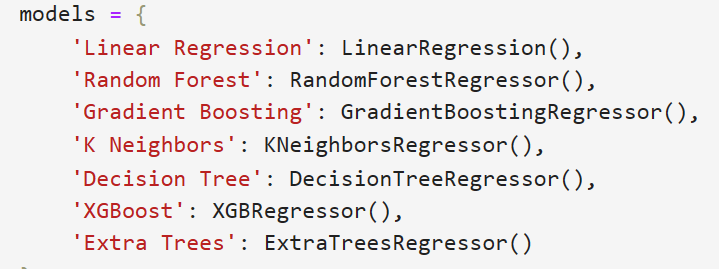 models = {
'Linear Regression': LinearRegression(),
'Random Forest': RandomForestRegressor(),
'Gradient Boosting': GradientBoostingRegressor(),
'K Neighbors': KNeighborsRegressor(),
'Decision Tree': DecisionTreeRegressor(),
'XGBoost': XGBRegressor(),
'Extra Trees': ExtraTreesRegressor()